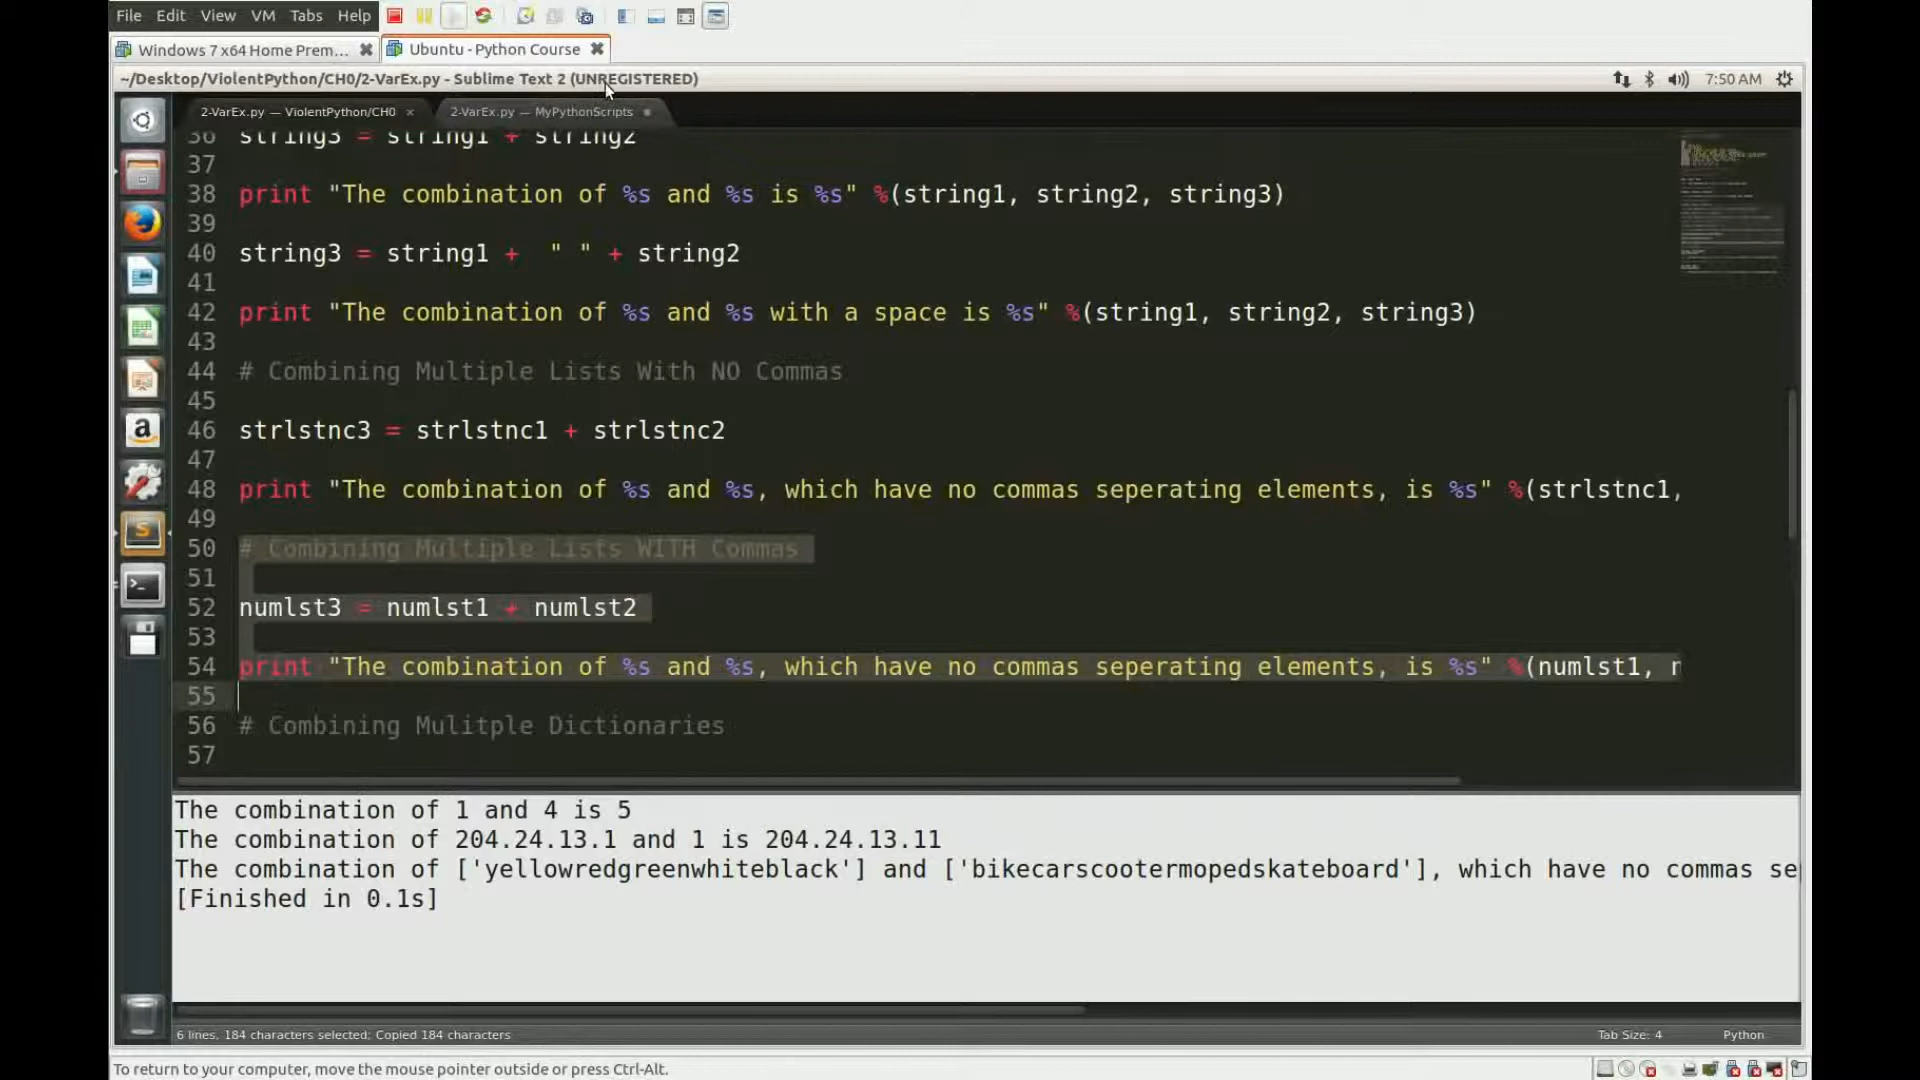 File Edit View VM Tabs Help
Windows 7 x64 Home Prem... Ubuntu - Python Course
~/Desktop/ViolentPython/CH0/2-VarEx.py - Sublime Text 2 (UNREGISTERED) 7:50 AM
2-VarEx.py — ViolentPython/CH0 2-VarEx.py — MyPythonScripts
36 string3 = string1 + string2
37
38 print "The combination of %s and %s is %s" %(string1, string2, string3)
39
40 string3 = string1 +  " " + string2
41
42 print "The combination of %s and %s with a space is %s" %(string1, string2, string3)
43
44 # Combining Multiple Lists With NO Commas
45
46 strlstnc3 = strlstnc1 + strlstnc2
47
48 print "The combination of %s and %s, which have no commas seperating elements, is %s" %(strlstnc1,
49
50 # Combining Multiple Lists WITH Commas
51
52 numlst3 = numlst1 + numlst2
53
54 print "The combination of %s and %s, which have no commas seperating elements, is %s" %(numlst1,
55
56 # Combining Mulitple Dictionaries
57
The combination of 1 and 4 is 5
The combination of 204.24.13.1 and 1 is 204.24.13.11
The combination of ['yellowredgreenwhiteblack'] and ['bikecarscootermopedskateboard'], which have no commas se
[Finished in 0.1s]
6 lines, 184 characters selected; Copied 184 characters Tab Size: 4 Python
To return to your computer, move the mouse pointer outside or press Ctrl-Alt.